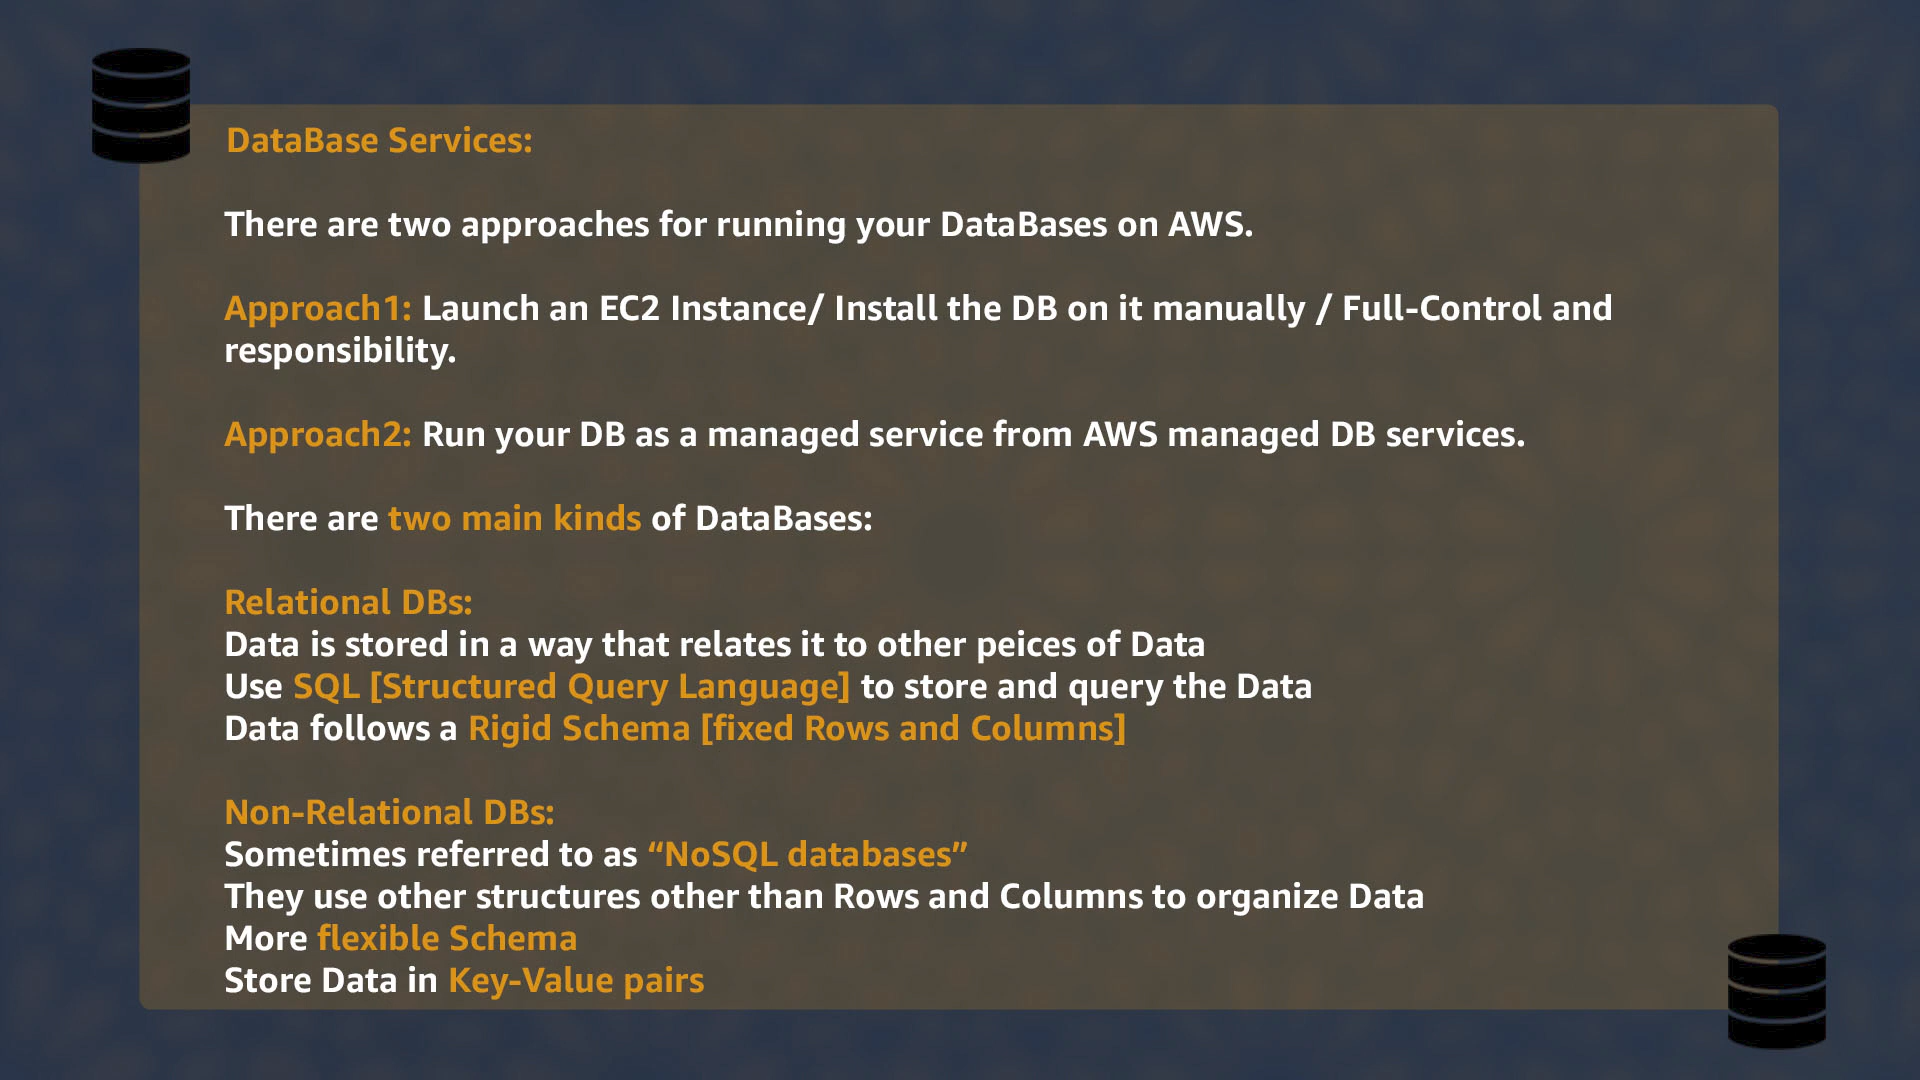 DataBase Services:
There are two approaches for running your DataBases on AWS.
Approach1: Launch an EC2 Instance/ Install the DB on it manually / Full-Control and
responsibility.
Approach2: Run your DB as a managed service from AWS managed DB services.
There are two main kinds of DataBases:
Relational DBs:
Data is stored in a way that relates it to other peices of Data
Use SQL [Structured Query Language] to store and query the Data
Data follows a Rigid Schema [fixed Rows and Columns]
Non-Relational DBs:
Sometimes referred to as “NoSQL databases”
They use other structures other than Rows and Columns to organize Data
More flexible Schema
Store Data in Key-Value pairs